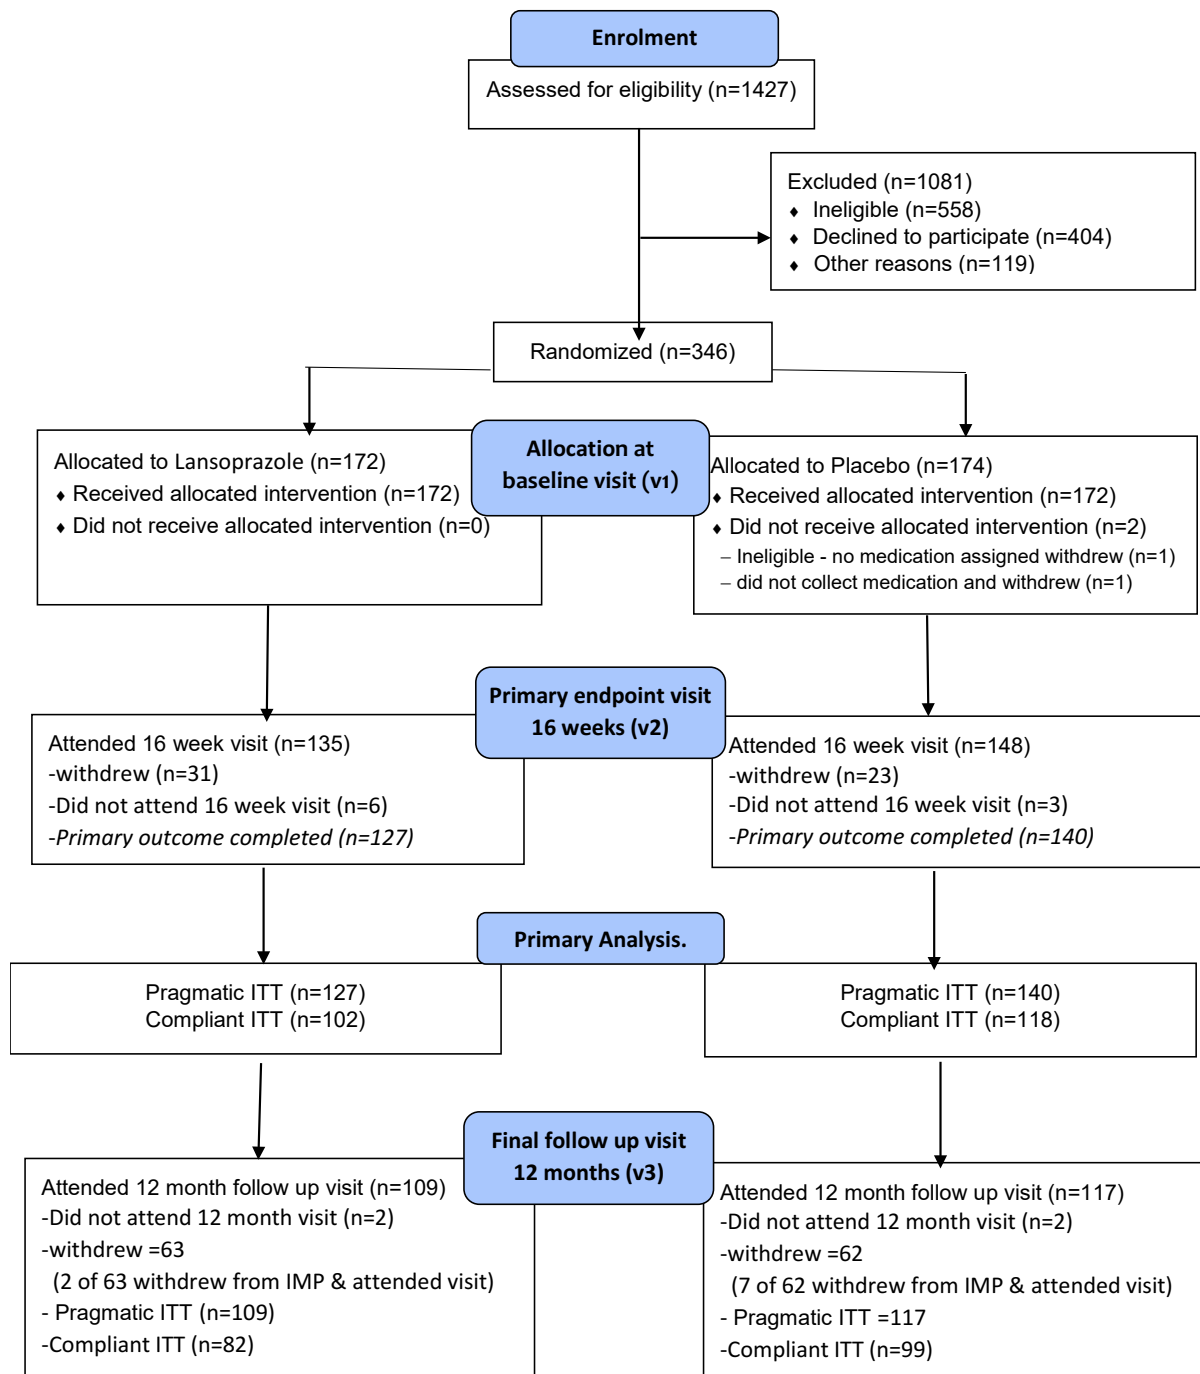 Enrolment
Assessed for eligibility (n=1427)
Excluded (n=1081)
♦ Ineligible (n=558)
♦ Declined to participate (n=404)
♦ Other reasons (n=119)
Randomized (n=346)
Allocation at
baseline visit (v1)
Allocated to Lansoprazole (n=172)
♦ Received allocated intervention (n=172)
♦ Did not receive allocated intervention (n=0)
Allocated to Placebo (n=174)
♦ Received allocated intervention (n=172)
♦ Did not receive allocated intervention (n=2)
– Ineligible - no medication assigned withdrew (n=1)
– did not collect medication and withdrew (n=1)
Primary endpoint visit
16 weeks (v2)
Attended 16 week visit (n=135)
-withdrew (n=31)
-Did not attend 16 week visit (n=6)
-Primary outcome completed (n=127)
Attended 16 week visit (n=148)
-withdrew (n=23)
-Did not attend 16 week visit (n=3)
-Primary outcome completed (n=140)
Primary Analysis.
Pragmatic ITT (n=127)
Compliant ITT (n=102)
Pragmatic ITT (n=140)
Compliant ITT (n=118)
Final follow up visit
12 months (v3)
Attended 12 month follow up visit (n=109)
-Did not attend 12 month visit (n=2)
-withdrew =63
(2 of 63 withdrew from IMP & attended visit)
- Pragmatic ITT (n=109)
-Compliant ITT (n=82)
Attended 12 month follow up visit (n=117)
-Did not attend 12 month visit (n=2)
-withdrew =62
(7 of 62 withdrew from IMP & attended visit)
- Pragmatic ITT =117
-Compliant ITT (n=99)